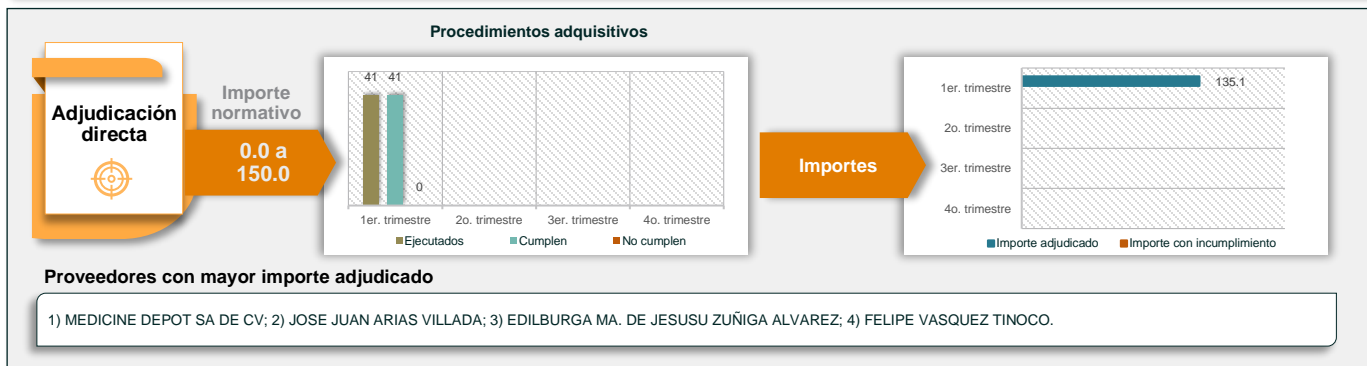 Procedimientos adquisitivos
Adjudicación
directa
Importe
normativo
0.0 a
150.0
41 41
0
1er. trimestre 2o. trimestre 3er. trimestre 4o. trimestre
Ejecutados Cumplen No cumplen
Importes
1er. trimestre 135.1
2o. trimestre
3er. trimestre
4o. trimestre
Importe adjudicado Importe con incumplimiento
Proveedores con mayor importe adjudicado
1) MEDICINE DEPOT SA DE CV; 2) JOSE JUAN ARIAS VILLADA; 3) EDILBURGA MA. DE JESUSU ZUÑIGA ALVAREZ; 4) FELIPE VASQUEZ TINOCO.